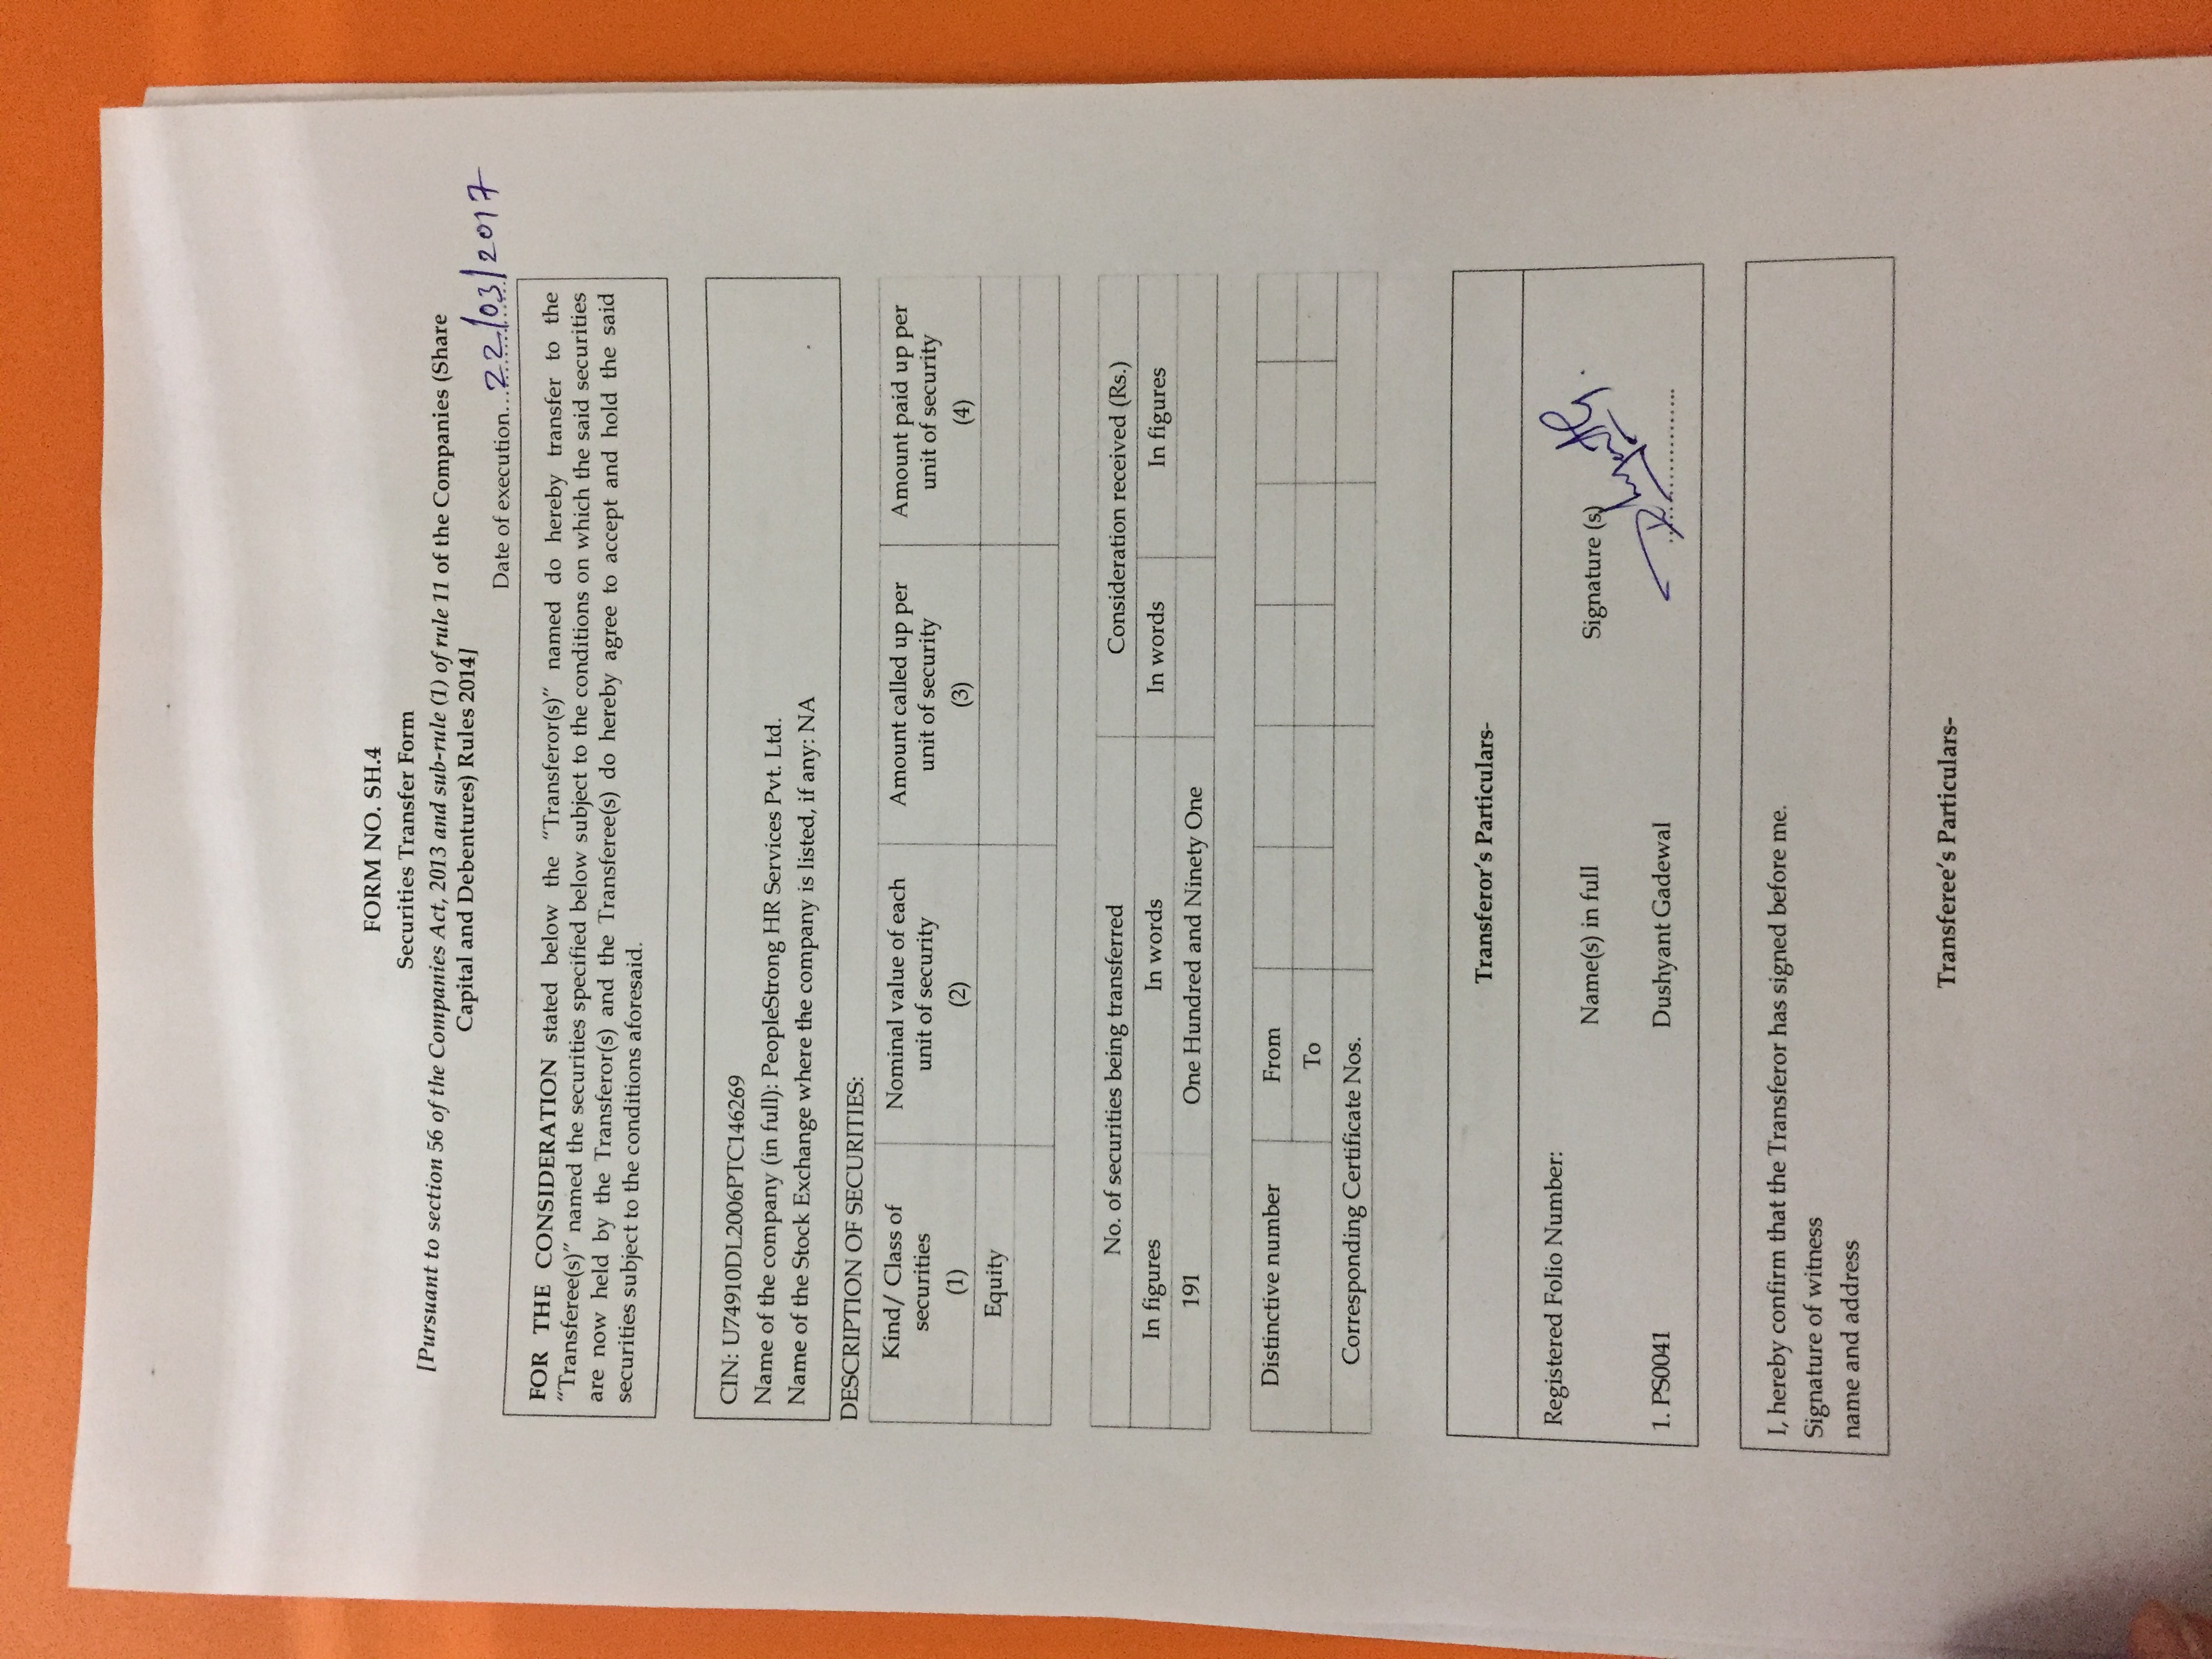 FORM NO. SH.4
Securities Transfer Form
[Pursuant to section 56 of the Companies Act, 2013 and sub-rule (1) of rule 11 of the Companies (Share
Capital and Debentures) Rules 2014]
Date of execution...22/03/2017
FOR THE CONSIDERATION stated below the “Transferor(s)” named do hereby transfer to the
“Transferee(s)” named the securities specified below subject to the conditions on which the said securities
are now held by the Transferor(s) and the Transferee(s) do hereby agree to accept and hold the said
securities subject to the conditions aforesaid.
CIN: U74910DL2006PTC146269
Name of the company (in full): PeopleStrong HR Services Pvt. Ltd.
Name of the Stock Exchange where the company is listed, if any: NA
DESCRIPTION OF SECURITIES:
Kind/ Class of securities (1) Nominal value of each unit of security (2) Amount called up per unit of security (3) Amount paid up per unit of security (4)
Equity
No. of securities being transferred Consideration received (Rs.)
In figures In words In words In figures
191 One Hundred and Ninety One
Distinctive number From
To
Corresponding Certificate Nos.
Transferor's Particulars-
Registered Folio Number:
Name(s) in full Signature (s)
1. PS0041 Dushyant Gadewal
I, hereby confirm that the Transferor has signed before me.
Signature of witness
name and address
Transferee's Particulars-